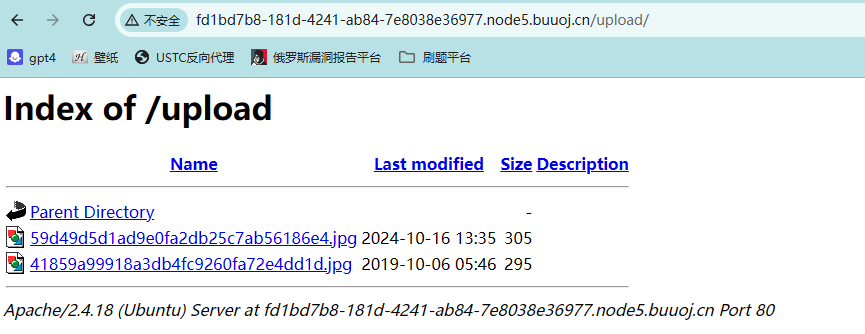 不安全 fd1bd7b8-181d-4241-ab84-7e8038e36977.node5.buuoj.cn/upload/
gpt4 壁纸 USTC反向代理 俄罗斯漏洞报告平台 刷题平台
Index of /upload
Name Last modified Size Description
Parent Directory -
59d49d5d1ad9e0fa2db25c7ab56186e4.jpg 2024-10-16 13:35 305
41859a99918a3db4fc9260fa72e4dd1d.jpg 2019-10-06 05:46 295
Apache/2.4.18 (Ubuntu) Server at fd1bd7b8-181d-4241-ab84-7e8038e36977.node5.buuoj.cn Port 80